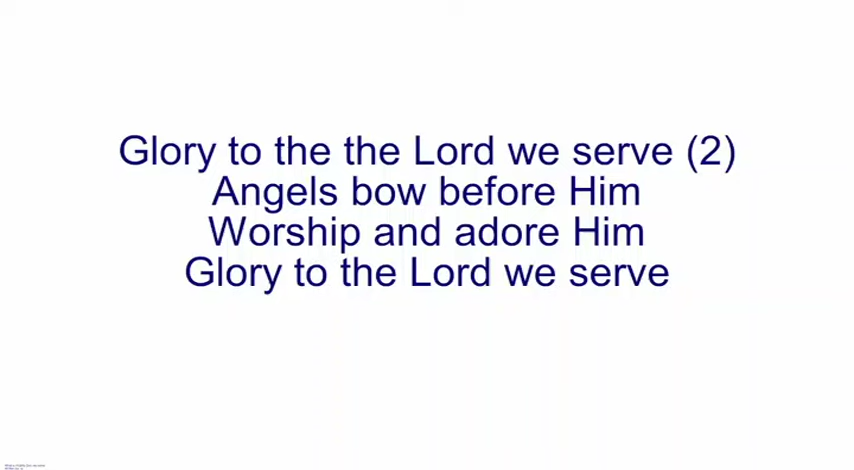 Glory to the the Lord we serve (2)
Angels bow before Him
Worship and adore Him
Glory to the Lord we serve